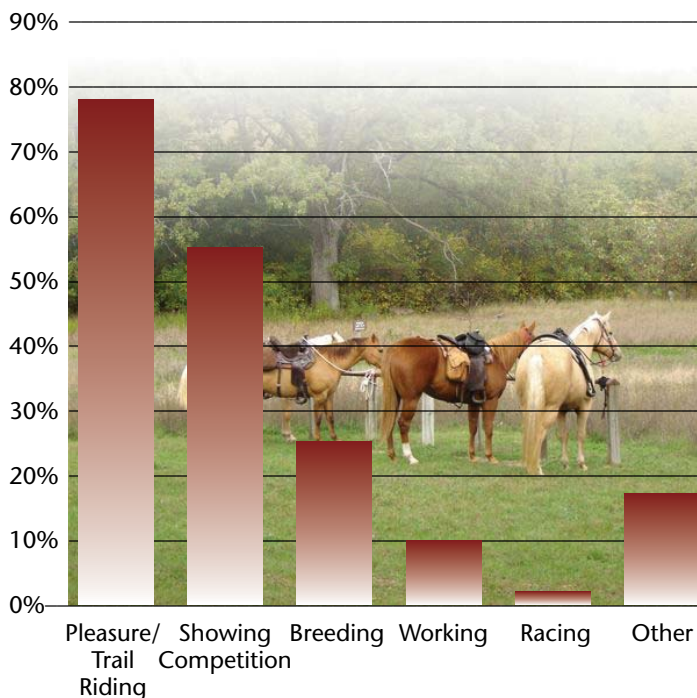 90%
80%
70%
60%
50%
40%
30%
20%
10%
0%
Pleasure/
Trail
Riding
Showing
Competition
Breeding
Working
Racing
Other